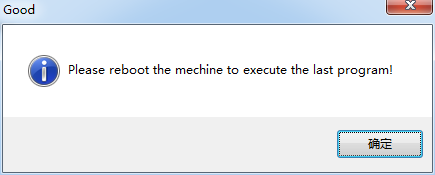 Good
Please reboot the mechine to execute the last program!
确定